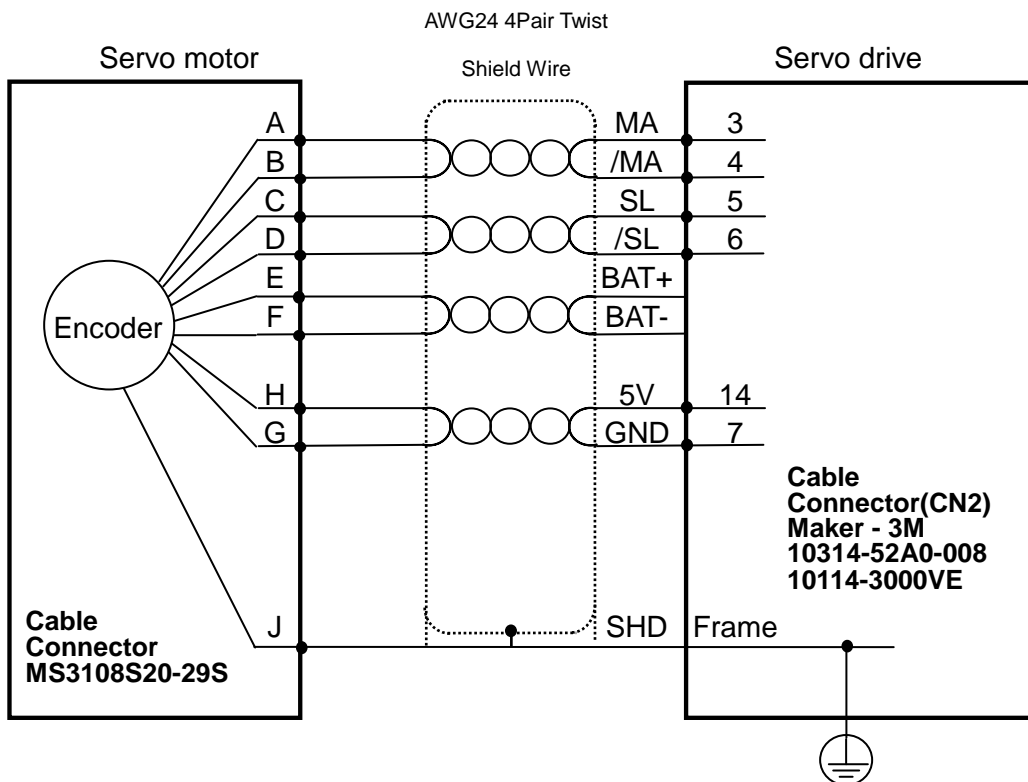 AWG24 4Pair Twist
Shield Wire
Servo motor
Servo drive
A
MA
3
B
/MA
4
C
SL
5
D
/SL
6
E
BAT+
F
BAT-
Encoder
H
5V
14
G
GND
7
Cable
Connector(CN2)
Maker - 3M
10314-52A0-008
10114-3000VE
J
SHD
Frame
Cable
Connector
MS3108S20-29S